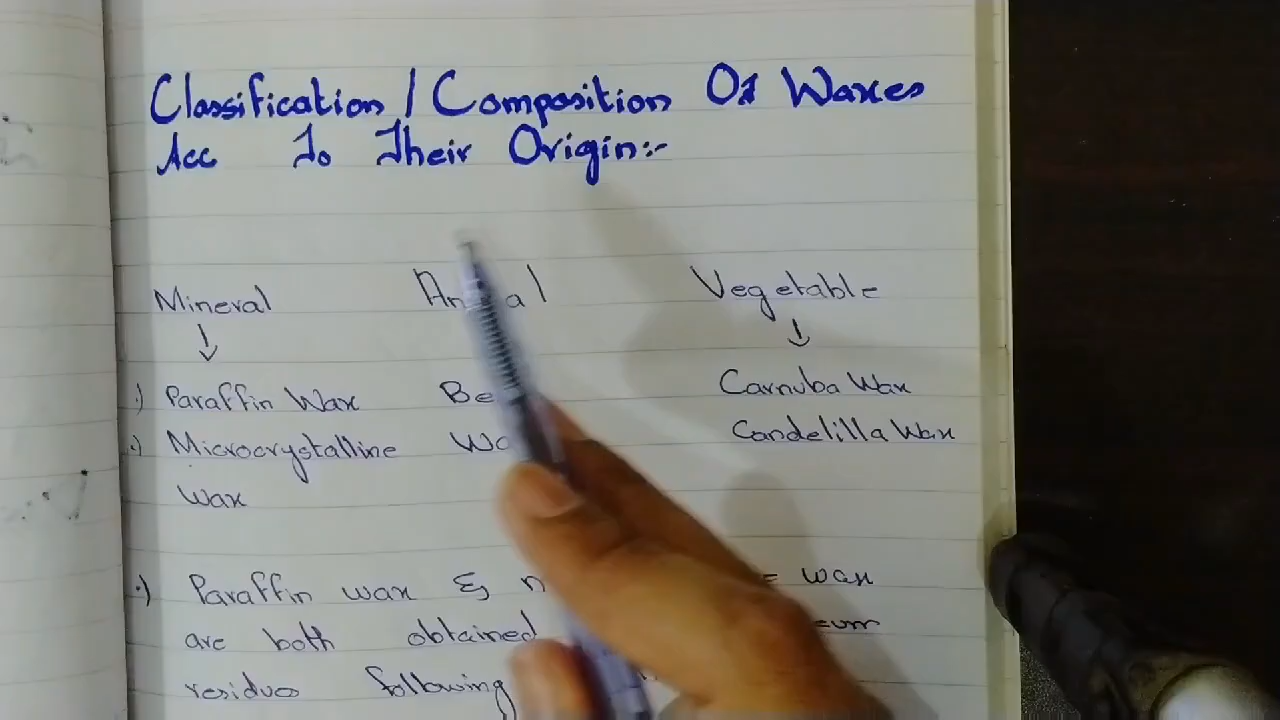 Classification / Composition Of Waxes
Acc To Their Origin:-
Mineral Vegetable
↓ ↓
•) Paraffin Wax Carnuba Wax
•) Microcrystalline Candelilla Wax
Wax
•) Paraffin wax & wax
are both obtained
residues following